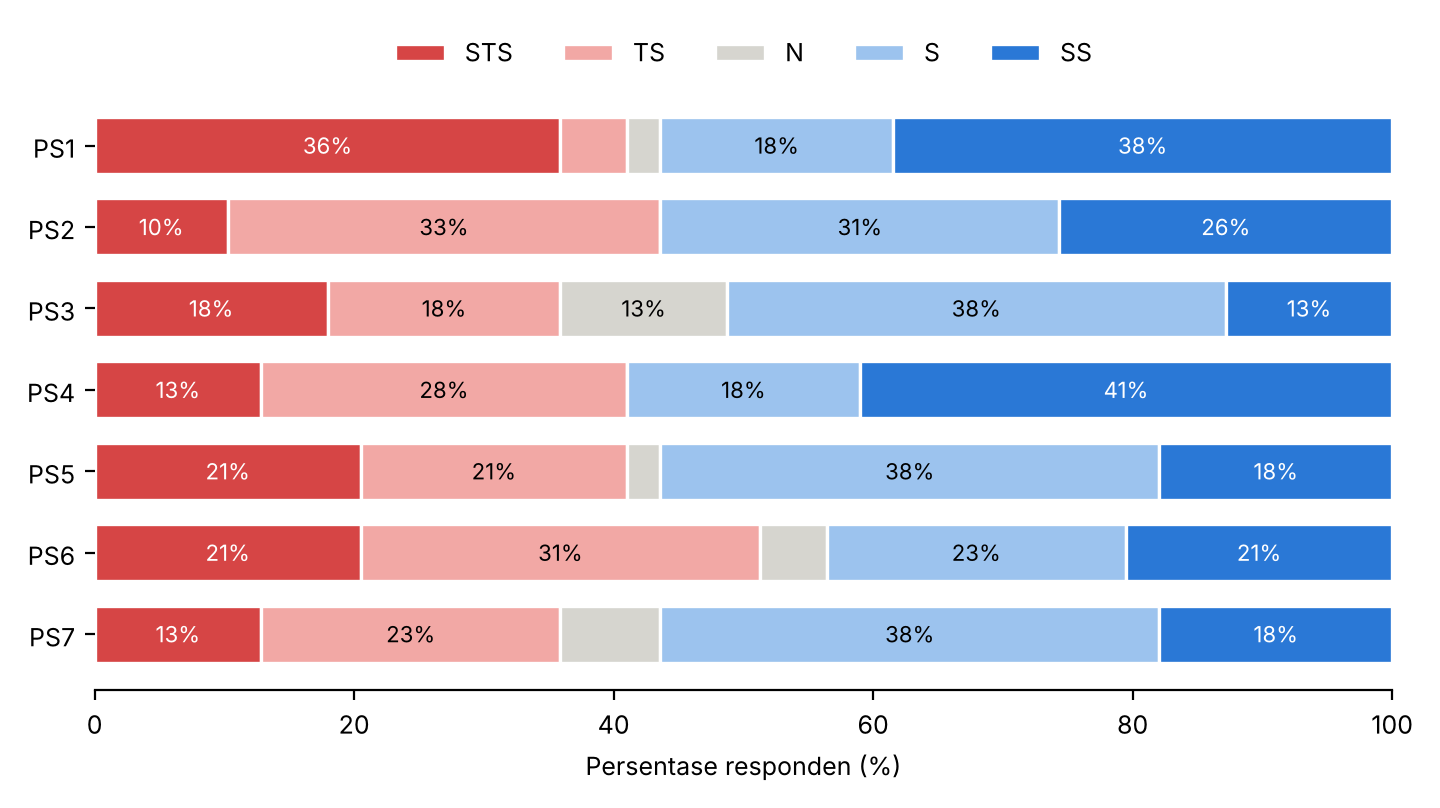 STS TS N S SS
PS1 36% 18% 38%
PS2 10% 33% 31% 26%
PS3 18% 18% 13% 38% 13%
PS4 13% 28% 18% 41%
PS5 21% 21% 38% 18%
PS6 21% 31% 23% 21%
PS7 13% 23% 38% 18%
0 20 40 60 80 100
Persentase responden (%)